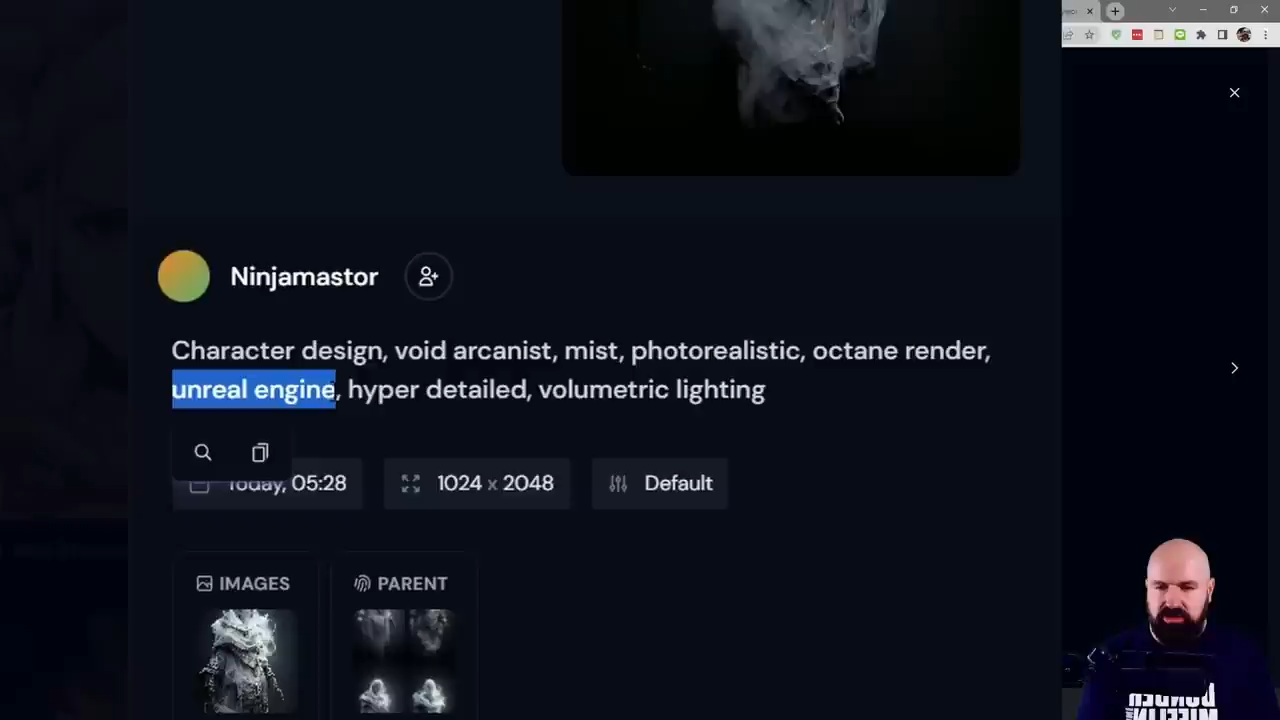 Ninjamastor
Character design, void arcanist, mist, photorealistic, octane render,
unreal engine, hyper detailed, volumetric lighting
Today, 05:28
1024 x 2048
Default
IMAGES
PARENT